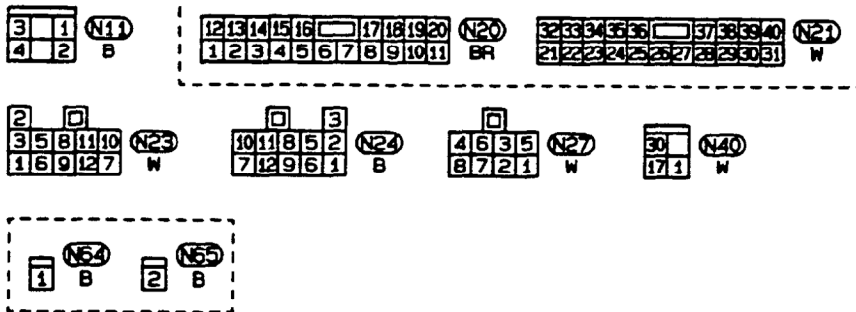 3 1 N11
4 2 B
12 13 14 15 16 17 18 19 20 N20
1 2 3 4 5 6 7 8 9 10 11 BR
32 33 34 35 36 37 38 39 40 N21
21 22 23 24 25 26 27 28 29 30 31 W
2
3 5 8 11 10 N23
1 6 9 12 7 W
3
10 11 8 5 2 N24
7 12 9 6 1 B
4 6 3 5 N27
8 7 2 1 W
30 N40
17 1 W
1 N64
B
2 N65
B